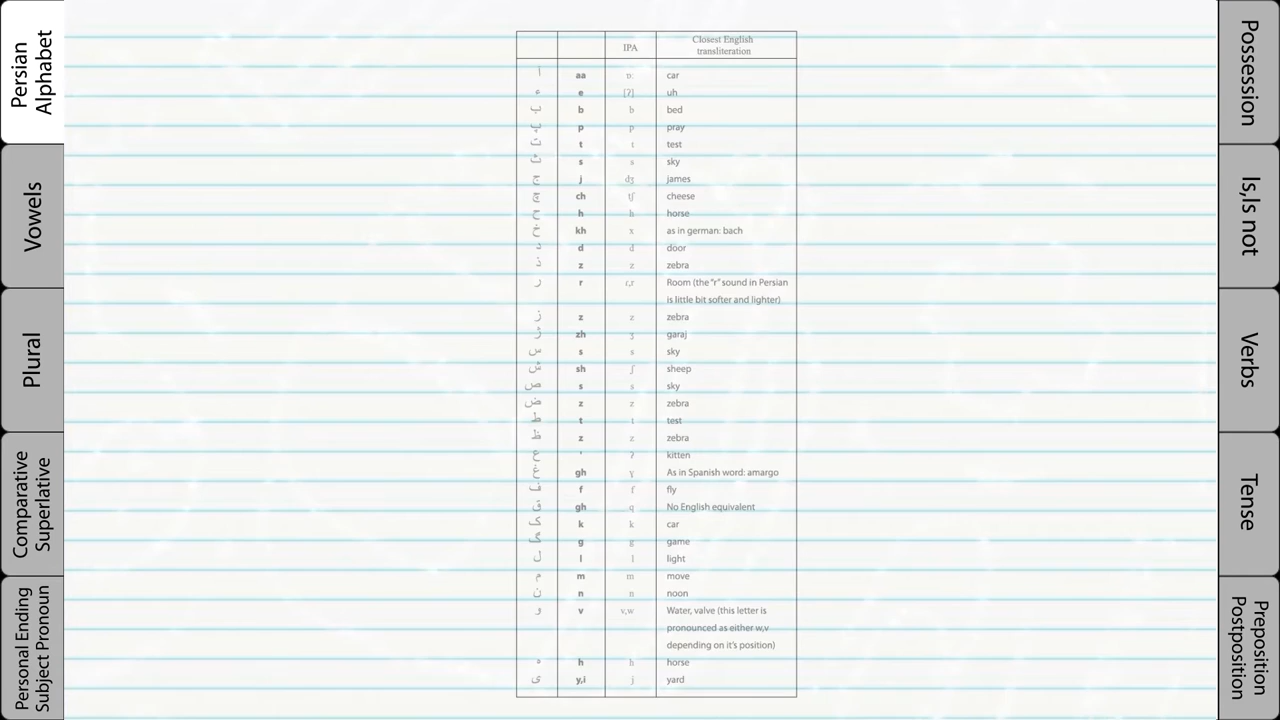 Persian
Alphabet
Vowels
Plural
Comparative
Superlative
Personal Ending
Subject Pronoun
IPA Closest English
transliteration
ا aa ɒː car
ء e [ʔ] uh
ب b b bed
پ p p pray
ت t t test
ث s s sky
ج j dʒ james
چ ch tʃ cheese
ح h h horse
خ kh x as in german: bach
د d d door
ذ z z zebra
ر r ɾ,r Room (the "r" sound in Persian
is little bit softer and lighter)
ز z z zebra
ژ zh ʒ garaj
س s s sky
ش sh ʃ sheep
ص s s sky
ض z z zebra
ط t t test
ظ z z zebra
ع ' ʔ kitten
غ gh ɣ As in Spanish word: amargo
ف f f fly
ق gh q No English equivalent
ک k k car
گ g g game
ل l l light
م m m move
ن n n noon
و v v,w Water, valve (this letter is
pronounced as either w,v
depending on it's position)
ه h h horse
ی y,i j yard
Possession
Is,Is not
Verbs
Tense
Preposition
Postposition